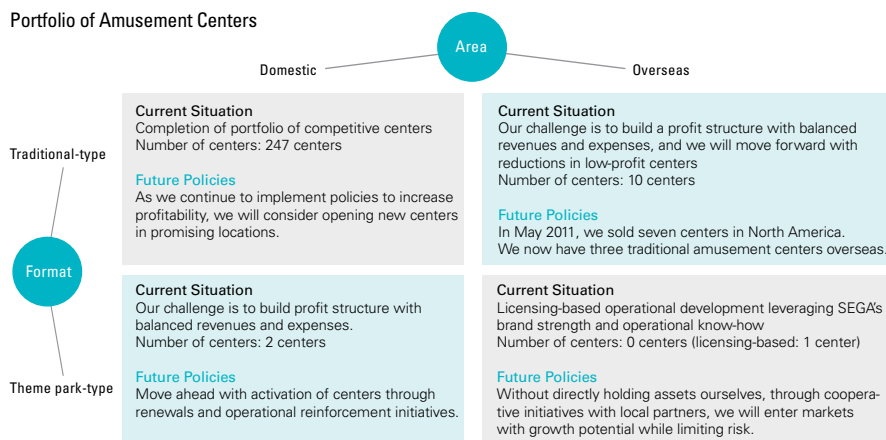 Portfolio of Amusement Centers
Area
Domestic
Overseas
Format
Traditional-type
Theme park-type
Current Situation
Completion of portfolio of competitive centers
Number of centers: 247 centers
Future Policies
As we continue to implement policies to increase
profitability, we will consider opening new centers
in promising locations.
Current Situation
Our challenge is to build a profit structure with balanced
revenues and expenses, and we will move forward with
reductions in low-profit centers
Number of centers: 10 centers
Future Policies
In May 2011, we sold seven centers in North America.
We now have three traditional amusement centers overseas.
Current Situation
Our challenge is to build profit structure with
balanced revenues and expenses.
Number of centers: 2 centers
Future Policies
Move ahead with activation of centers through
renewals and operational reinforcement initiatives.
Current Situation
Licensing-based operational development leveraging SEGA's
brand strength and operational know-how
Number of centers: 0 centers (licensing-based: 1 center)
Future Policies
Without directly holding assets ourselves, through coopera-
tive initiatives with local partners, we will enter markets
with growth potential while limiting risk.